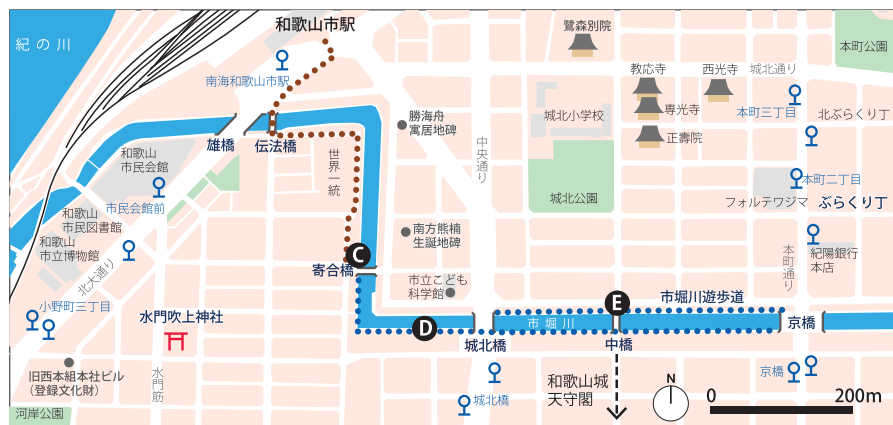 和歌山市駅
紀の川
鷺森別院
本町公園
南海和歌山市駅
教応寺
西光寺
城北通り
専光寺
正壽院
本町三丁目
北ぶらくり丁
勝海舟
寓居地碑
城北小学校
雄橋
伝法橋
中央通り
世界一統
和歌山
市民会館
市民会館前
城北公園
本町二丁目
フォルテワジマ
ぶらくり丁
和歌山
市民図書館
和歌山
市立博物館
北大通り
南方熊楠
生誕地碑
C
寄合橋
市立こども
科学館
紀陽銀行
本店
本町通り
小野町三丁目
水門吹上神社
E
市堀川遊歩道
D
市堀川
京橋
城北橋
中橋
旧西本組本社ビル
(登録文化財)
水門筋
河岸公園
城北橋
和歌山城
天守閣
京橋
N
0
200m